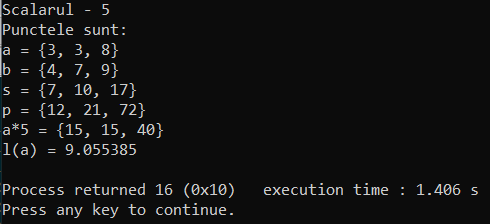 Scalarul - 5
Punctele sunt:
a = {3, 3, 8}
b = {4, 7, 9}
s = {7, 10, 17}
p = {12, 21, 72}
a*5 = {15, 15, 40}
l(a) = 9.055385

Process returned 16 (0x10)   execution time : 1.406 s
Press any key to continue.